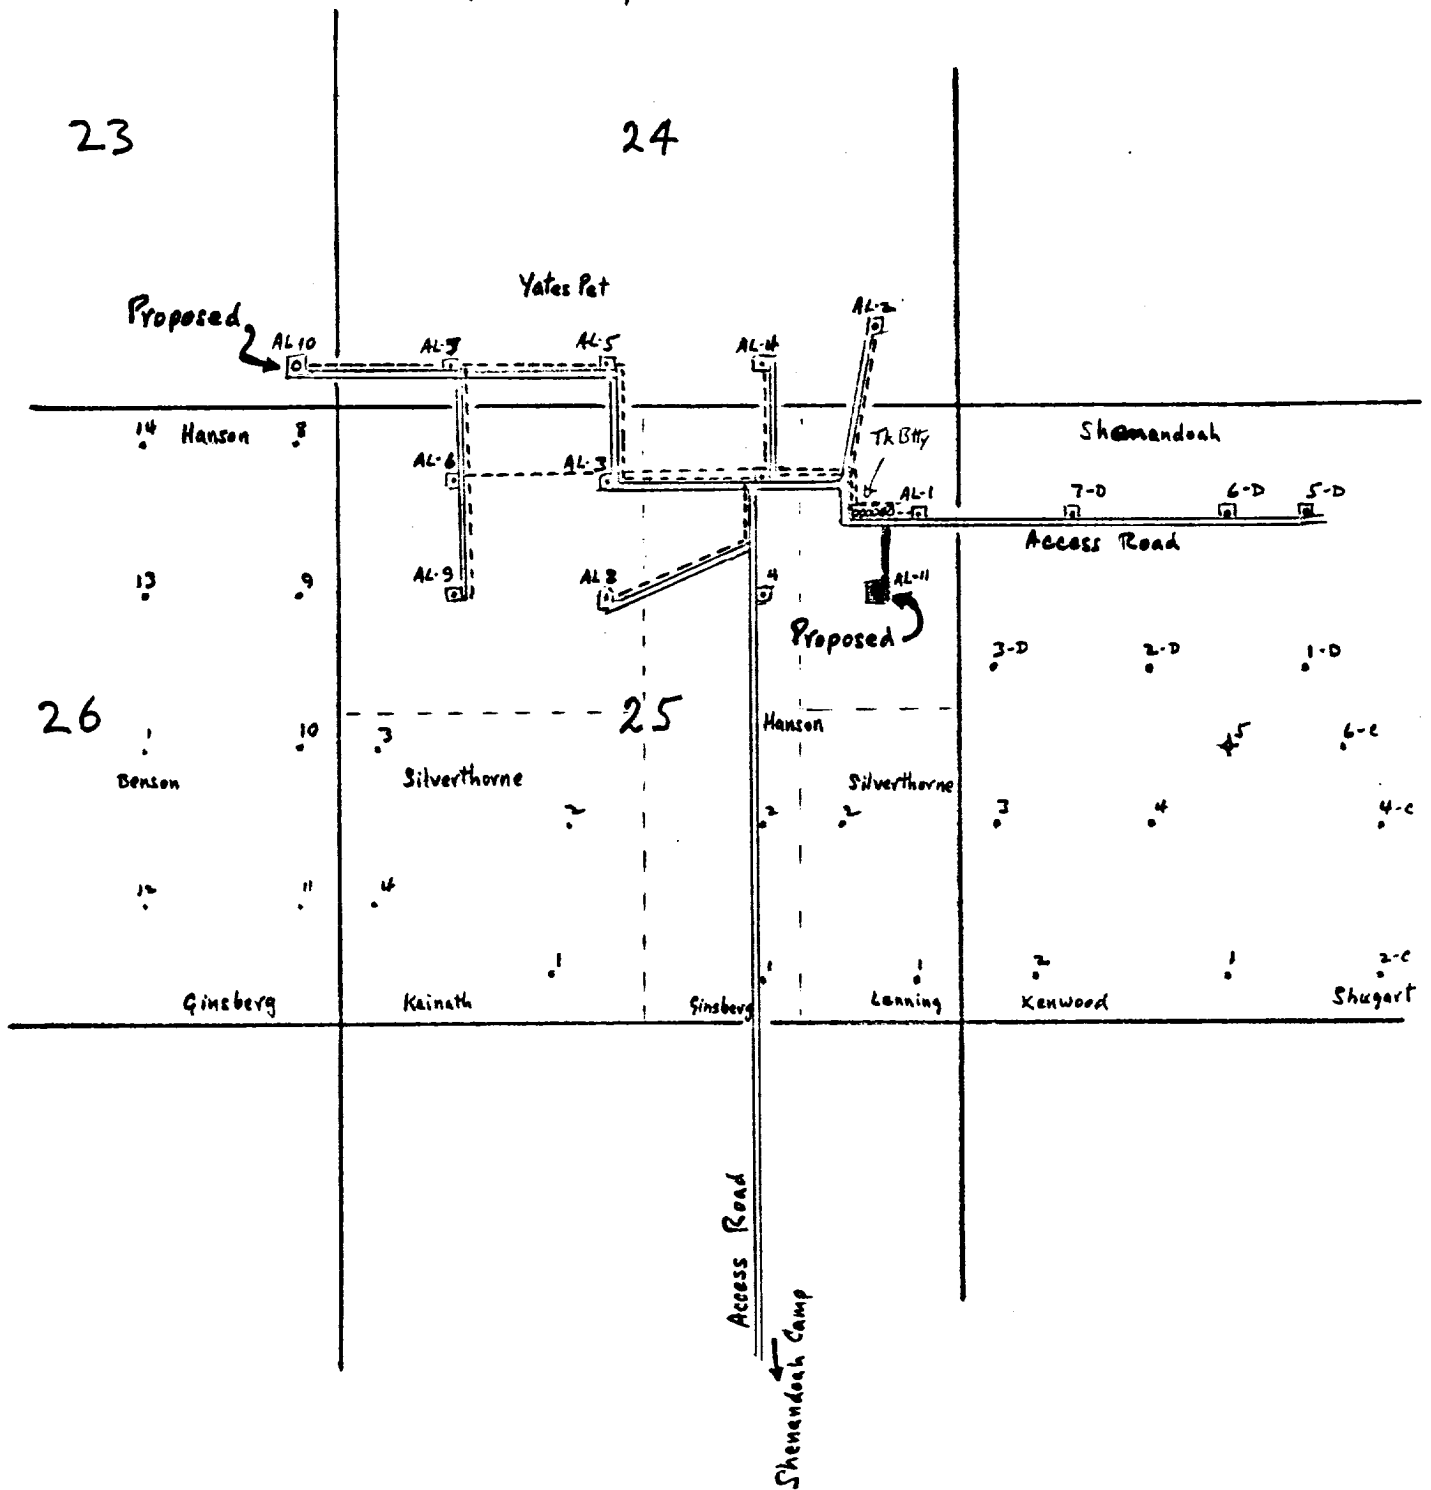 23
24
Yates Pet
Proposed
AL-2
AL 10
AL-5
AL-4
14
Hanson
8
Shenandoah
Tk Btty
AL-6
AL-3
AL-1
7-D
6-D
5-D
Access Road
13
9
AL-9
AL 8
4
AL-11
Proposed
3-D
2-D
1-D
26
25
1
10
3
Hanson
5
6-C
Benson
Silverthorne
Silverthorne
2
2
2
3
4
4-C
12
11
4
1
1
1
2
1
2-C
Ginsberg
Kainath
Ginsberg
Lanning
Kenwood
Shugart
Access Road
Shenandoah Camp